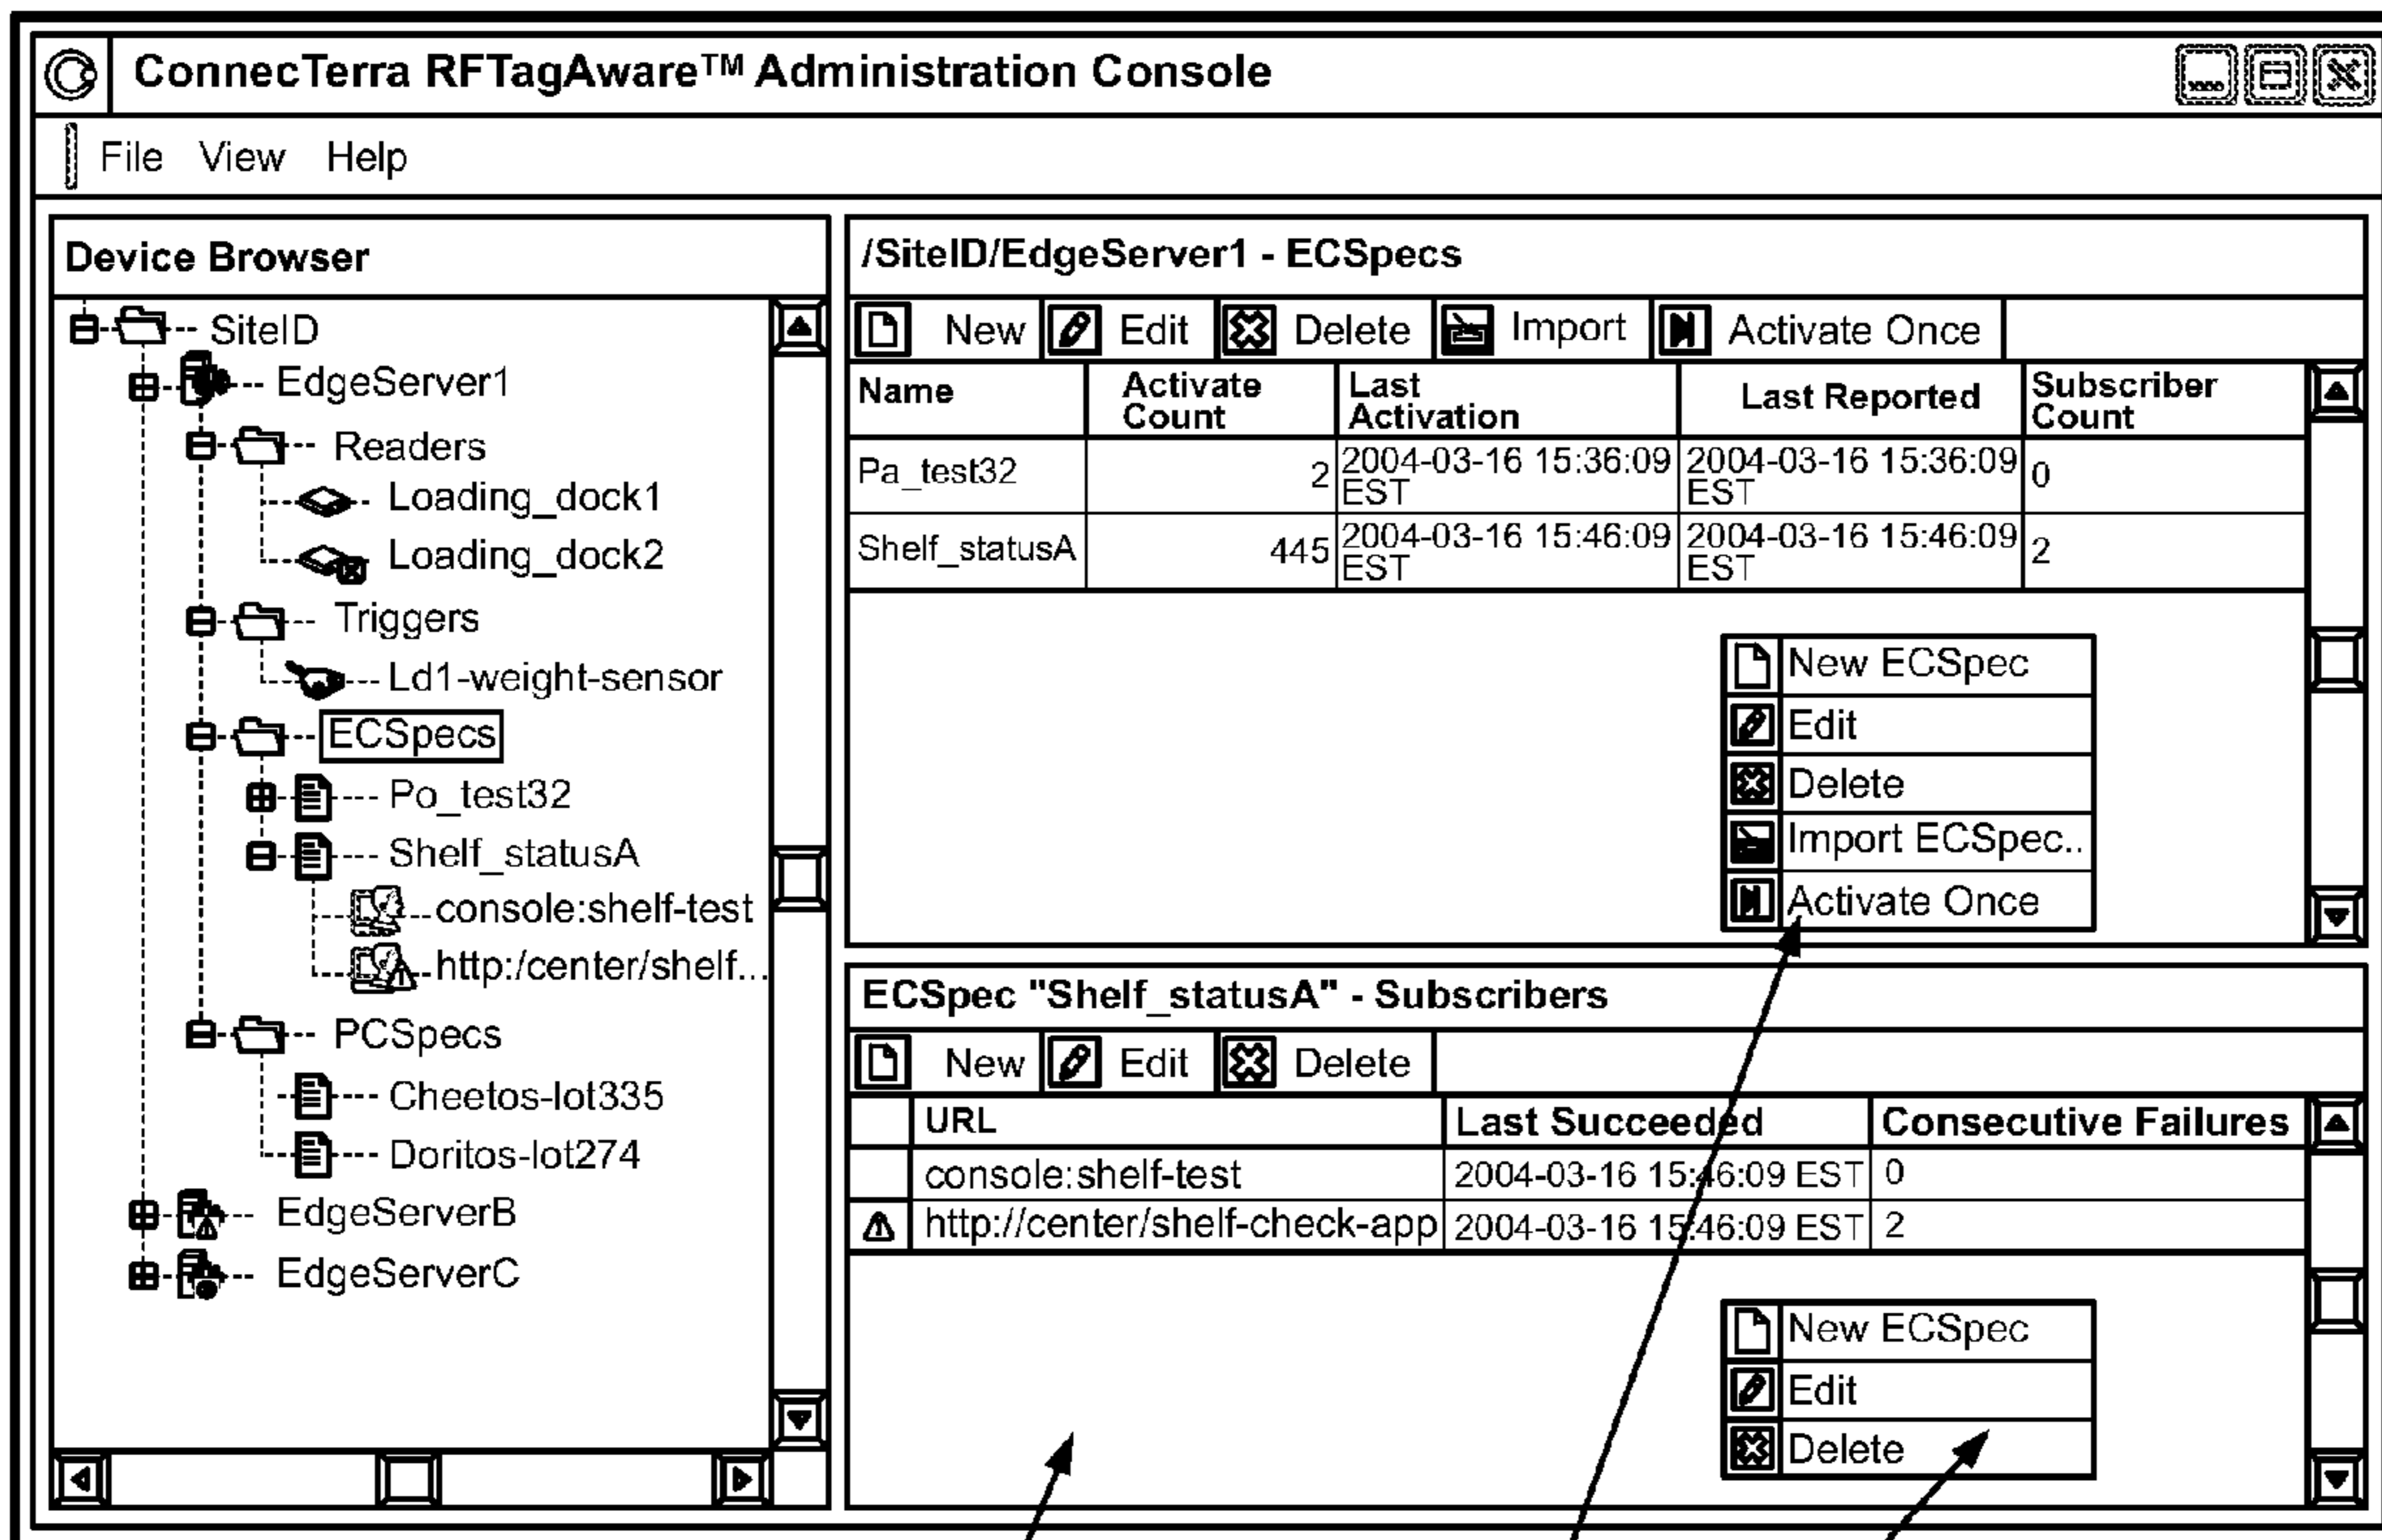 ConnecTerra RFTagAware™ Administration Console
File View Help
Device Browser
SiteID
EdgeServer1
Readers
Loading_dock1
Loading_dock2
Triggers
Ld1-weight-sensor
ECSpecs
Po_test32
Shelf_statusA
console:shelf-test
http:/center/shelf...
PCSpecs
Cheetos-lot335
Doritos-lot274
EdgeServerB
EdgeServerC
/SiteID/EdgeServer1 - ECSpecs
New Edit Delete Import Activate Once
Name Activate Count Last Activation Last Reported Subscriber Count
Pa_test32 2 2004-03-16 15:36:09 EST 2004-03-16 15:36:09 EST 0
Shelf_statusA 445 2004-03-16 15:46:09 EST 2004-03-16 15:46:09 EST 2
New ECSpec
Edit
Delete
Import ECSpec..
Activate Once
ECSpec "Shelf_statusA" - Subscribers
New Edit Delete
URL Last Succeeded Consecutive Failures
console:shelf-test 2004-03-16 15:46:09 EST 0
http://center/shelf-check-app 2004-03-16 15:46:09 EST 2
New ECSpec
Edit
Delete